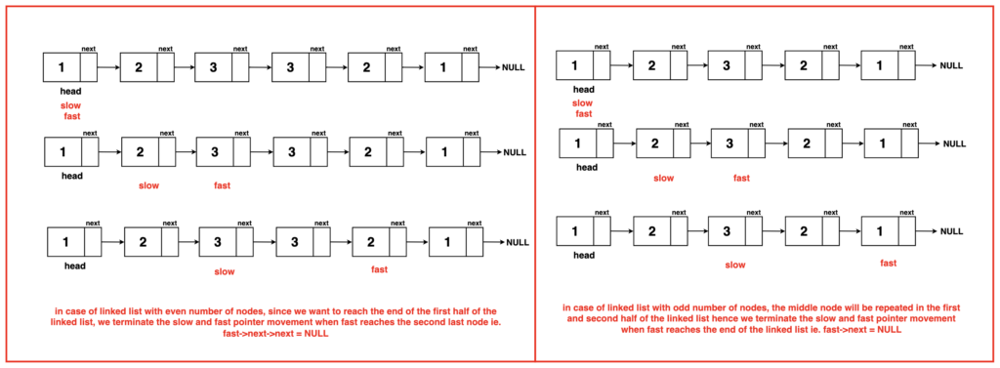 next next next next next next
1 2 3 3 2 1 NULL
head
slow
fast
next next next next next next
1 2 3 3 2 1 NULL
head
slow fast
next next next next next next
1 2 3 3 2 1 NULL
head
slow fast
in case of linked list with even number of nodes, since we want to reach the end of the first half of the
linked list, we terminate the slow and fast pointer movement when fast reaches the second last node ie.
fast->next->next = NULL
next next next next next
1 2 3 2 1 NULL
head
slow
fast
next next next next next
1 2 3 2 1 NULL
head
slow fast
next next next next next
1 2 3 2 1 NULL
head
slow fast
in case of linked list with odd number of nodes, the middle node will be repeated in the first
and second half of the linked list hence we terminate the slow and fast pointer movement
when fast reaches the end of the linked list ie. fast->next = NULL